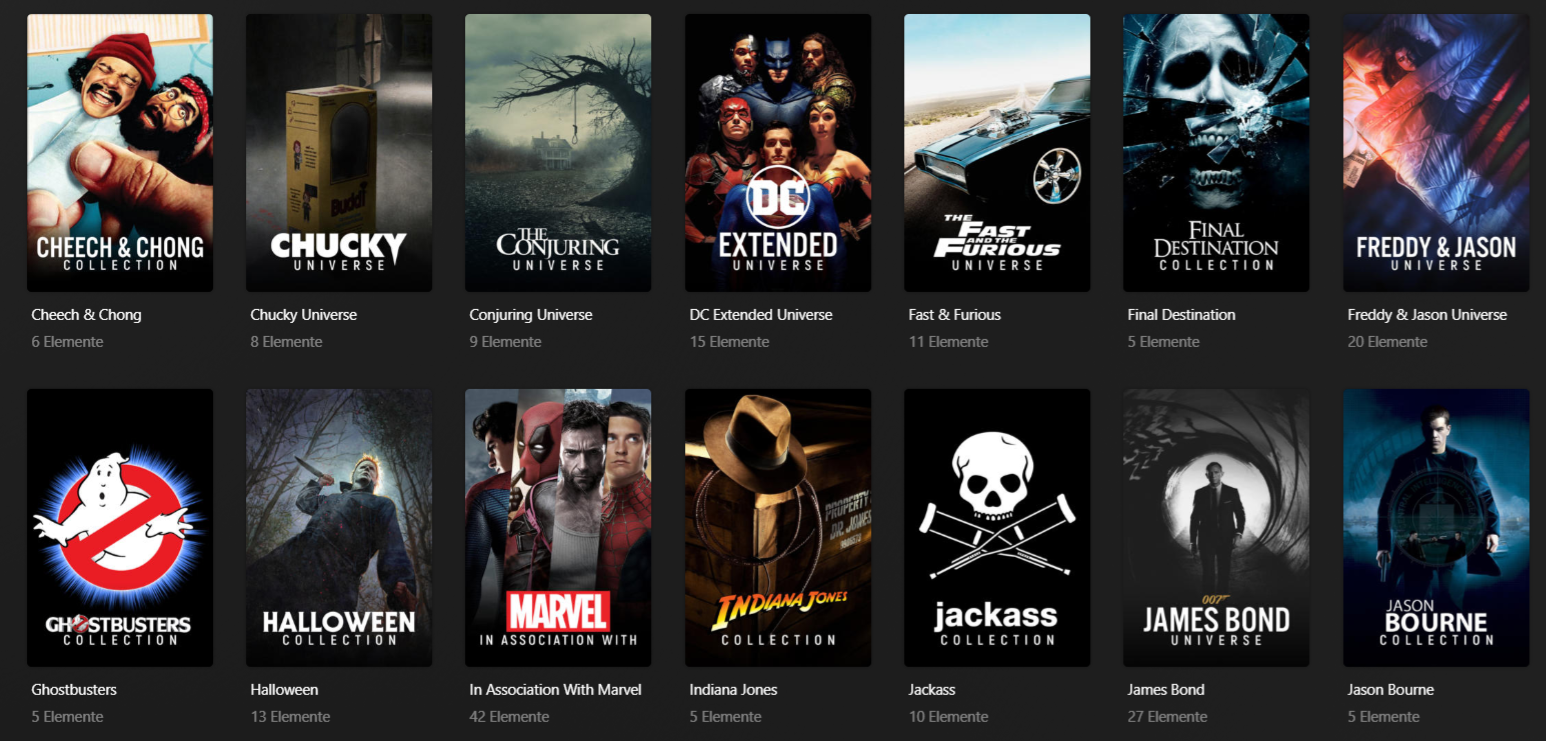 CHEECH & CHONG
COLLECTION
Cheech & Chong
6 Elemente
Buddi
CHUCKY
UNIVERSE
Chucky Universe
8 Elemente
THE
CONJURING
UNIVERSE
Conjuring Universe
9 Elemente
DC
EXTENDED
UNIVERSE
DC Extended Universe
15 Elemente
THE
FAST
AND THE
FURIOUS
UNIVERSE
Fast & Furious
11 Elemente
FINAL
DESTINATION
COLLECTION
Final Destination
5 Elemente
FREDDY & JASON
UNIVERSE
Freddy & Jason Universe
20 Elemente
GHOSTBUSTERS
COLLECTION
Ghostbusters
5 Elemente
HALLOWEEN
COLLECTION
Halloween
13 Elemente
MARVEL
IN ASSOCIATION WITH
In Association With Marvel
42 Elemente
PROPERTY
DR. JONES
INDIANA JONES
COLLECTION
Indiana Jones
5 Elemente
jackass
COLLECTION
Jackass
10 Elemente
007
JAMES BOND
UNIVERSE
James Bond
27 Elemente
JASON
BOURNE
COLLECTION
Jason Bourne
5 Elemente